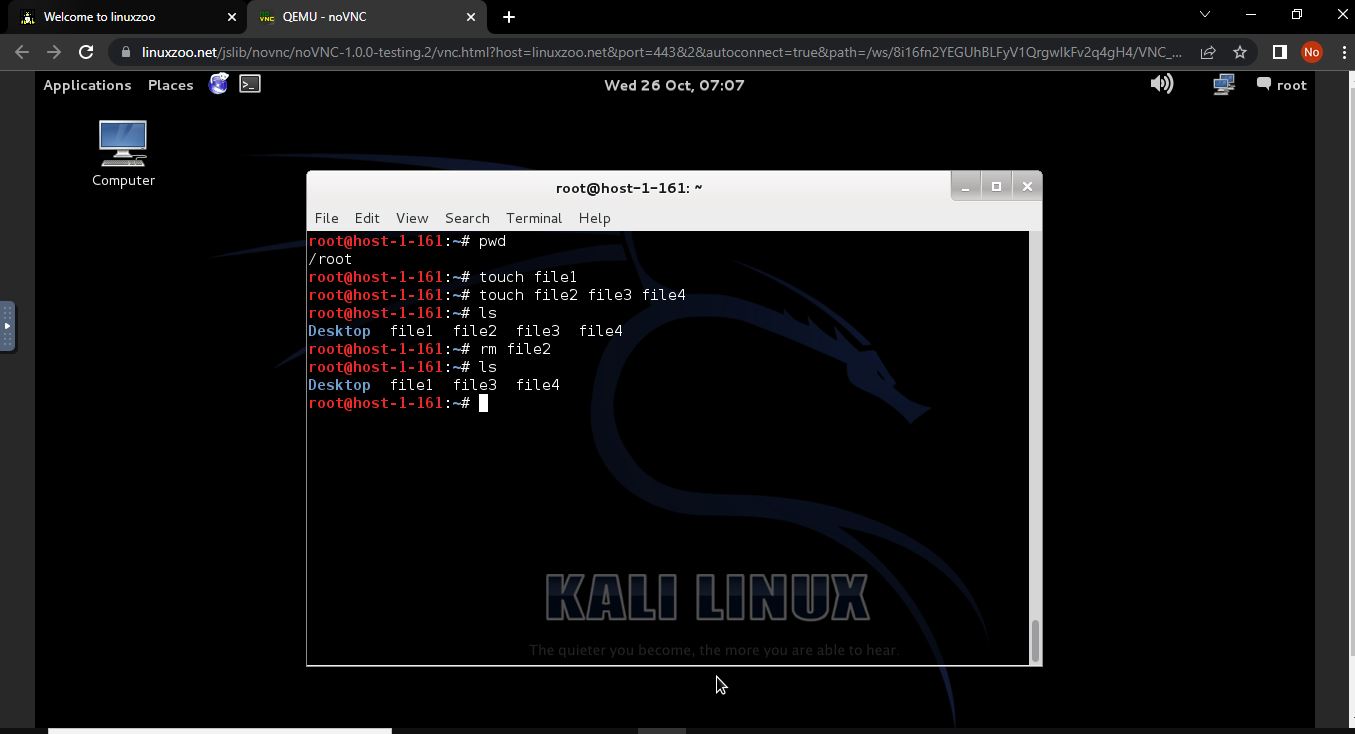 Welcome to linuxzoo
QEMU - noVNC
linuxzoo.net/jslib/novnc/noVNC-1.0.0-testing.2/vnc.html?host=linuxzoo.net&port=443&2&autoconnect=true&path=/ws/8i16fn2YEGUhBLFyV1QrgwIkFv2q4gH4/VNC_...
No
Applications Places
Wed 26 Oct, 07:07
root
Computer
root@host-1-161: ~
File Edit View Search Terminal Help
root@host-1-161:~# pwd
/root
root@host-1-161:~# touch file1
root@host-1-161:~# touch file2 file3 file4
root@host-1-161:~# ls
Desktop file1 file2 file3 file4
root@host-1-161:~# rm file2
root@host-1-161:~# ls
Desktop file1 file3 file4
root@host-1-161:~#
KALI LINUX
The quieter you become, the more you are able to hear.